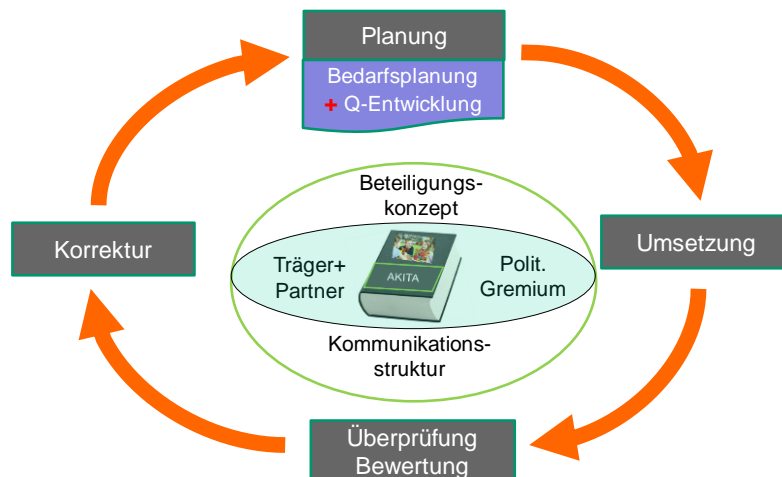 Planung
Bedarfsplanung
+ Q-Entwicklung
Beteiligungs-
konzept
Korrektur
Umsetzung
Träger+
Partner
AKITA
Polit.
Gremium
Kommunikations-
struktur
Überprüfung
Bewertung